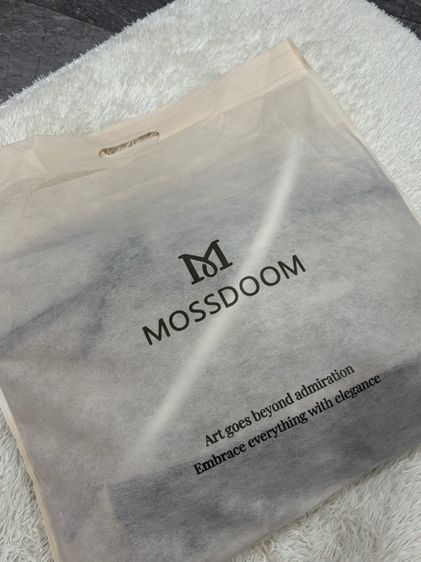 M
MOSSDOOM
Art goes beyond admiration
Embrace everything with elegance